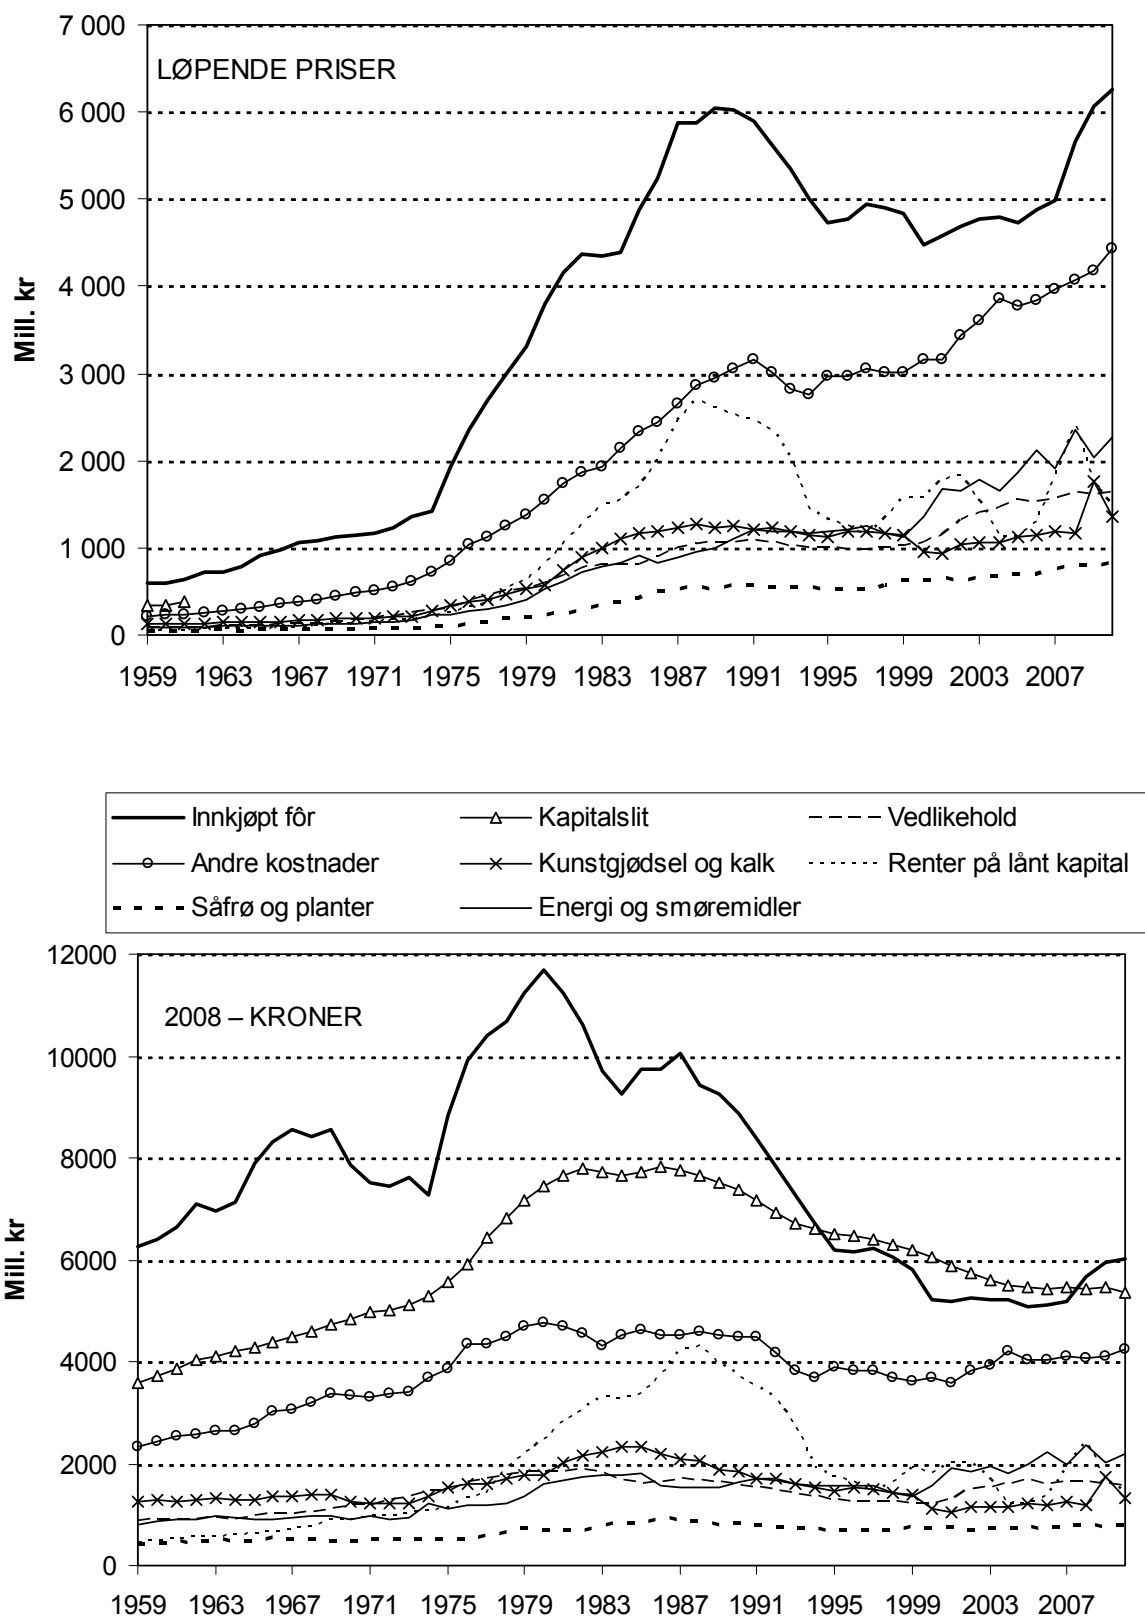 7 000
LØPENDE PRISER
6 000
5 000
4 000
3 000
2 000
1 000
0
Mill. kr
1959 1963 1967 1971 1975 1979 1983 1987 1991 1995 1999 2003 2007
Innkjøpt fôr Kapitalslit Vedlikehold
Andre kostnader Kunstgjødsel og kalk Renter på lånt kapital
Såfrø og planter Energi og smøremidler
12000
2008 – KRONER
10000
8000
6000
4000
2000
0
Mill. kr
1959 1963 1967 1971 1975 1979 1983 1987 1991 1995 1999 2003 2007